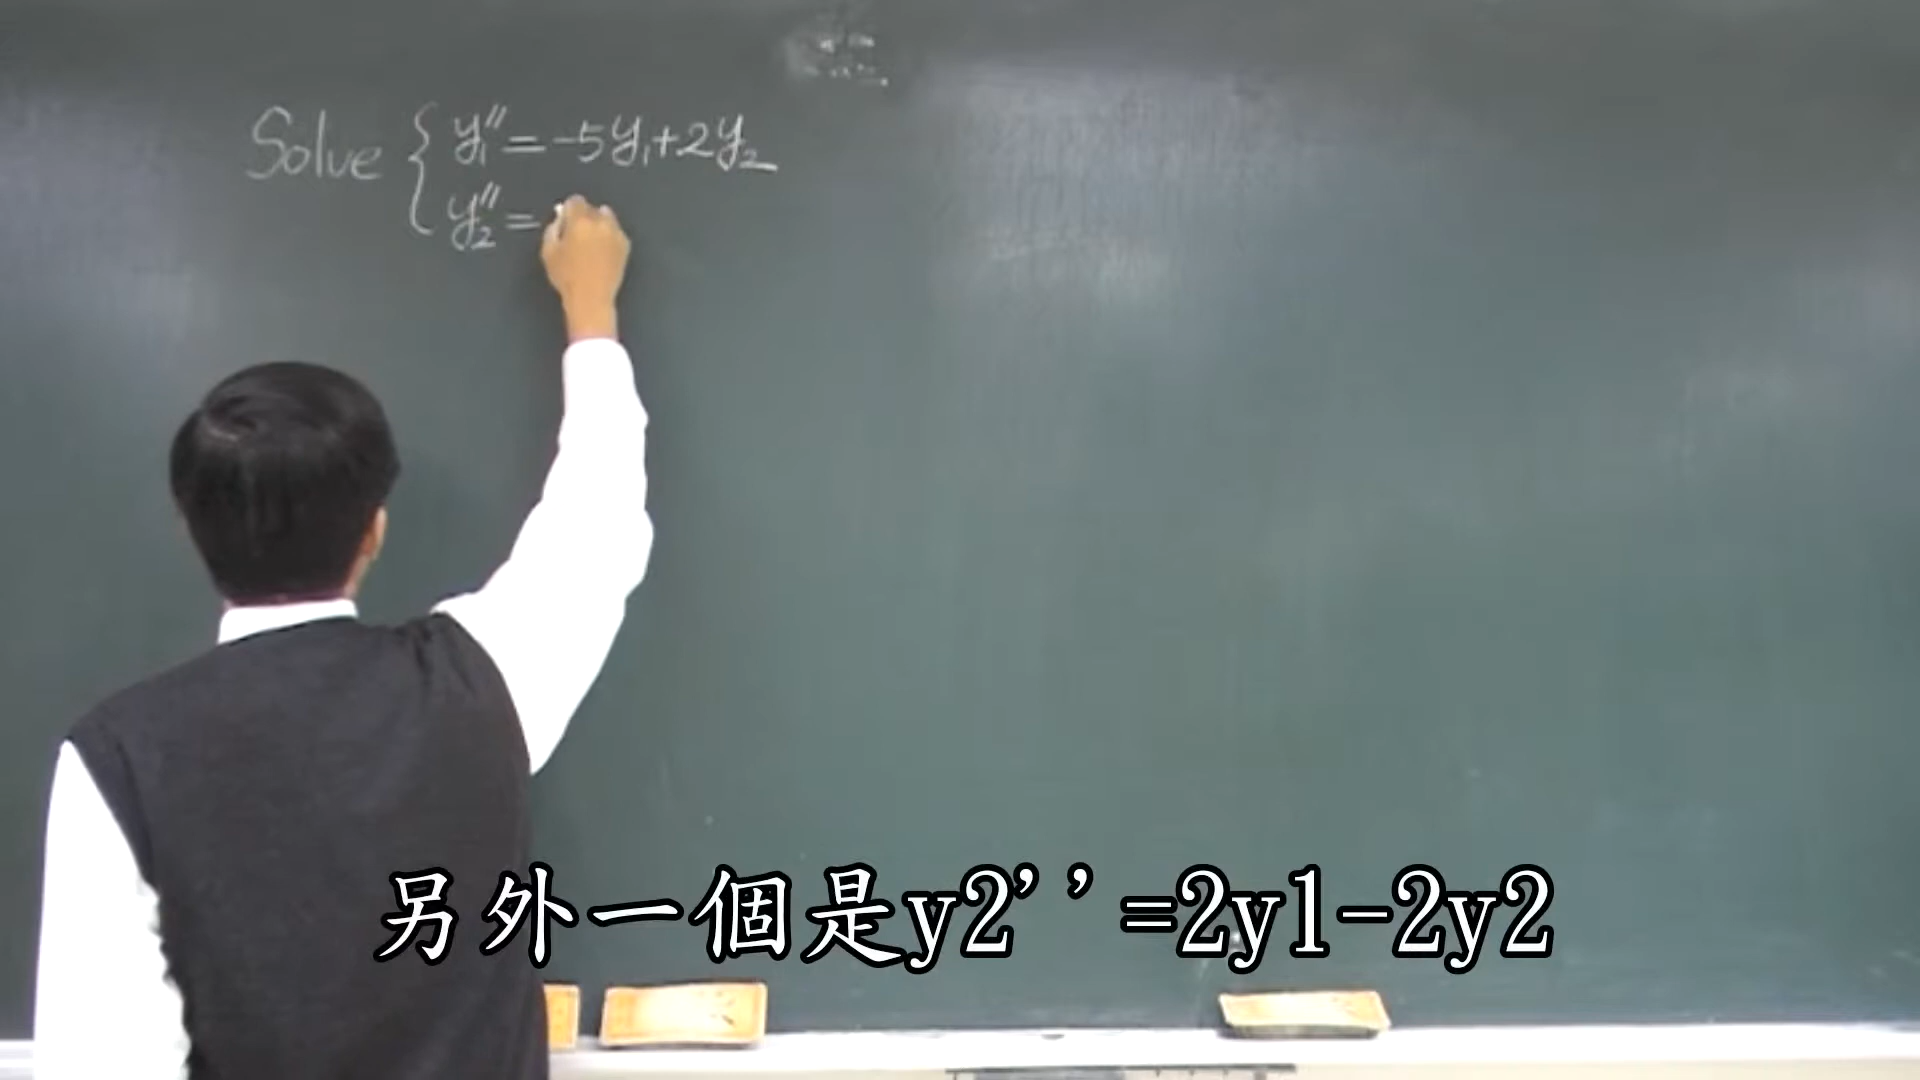 Solve { y₁'' = -5y₁+2y₂
y₂'' =
另外一個是y2''=2y1-2y2